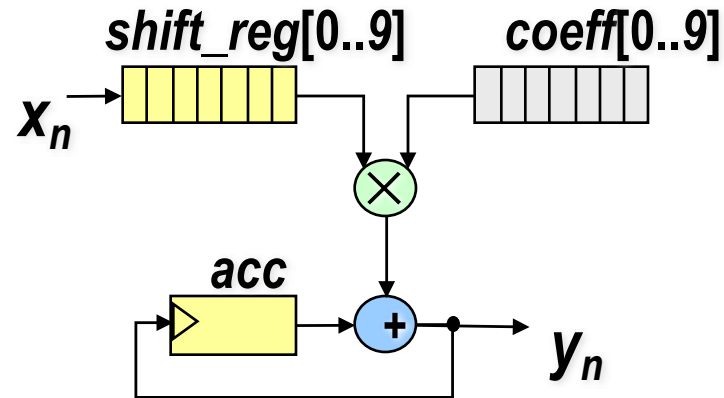 shift_reg[0..9]
coeff[0..9]
xn
×
acc
+
yn